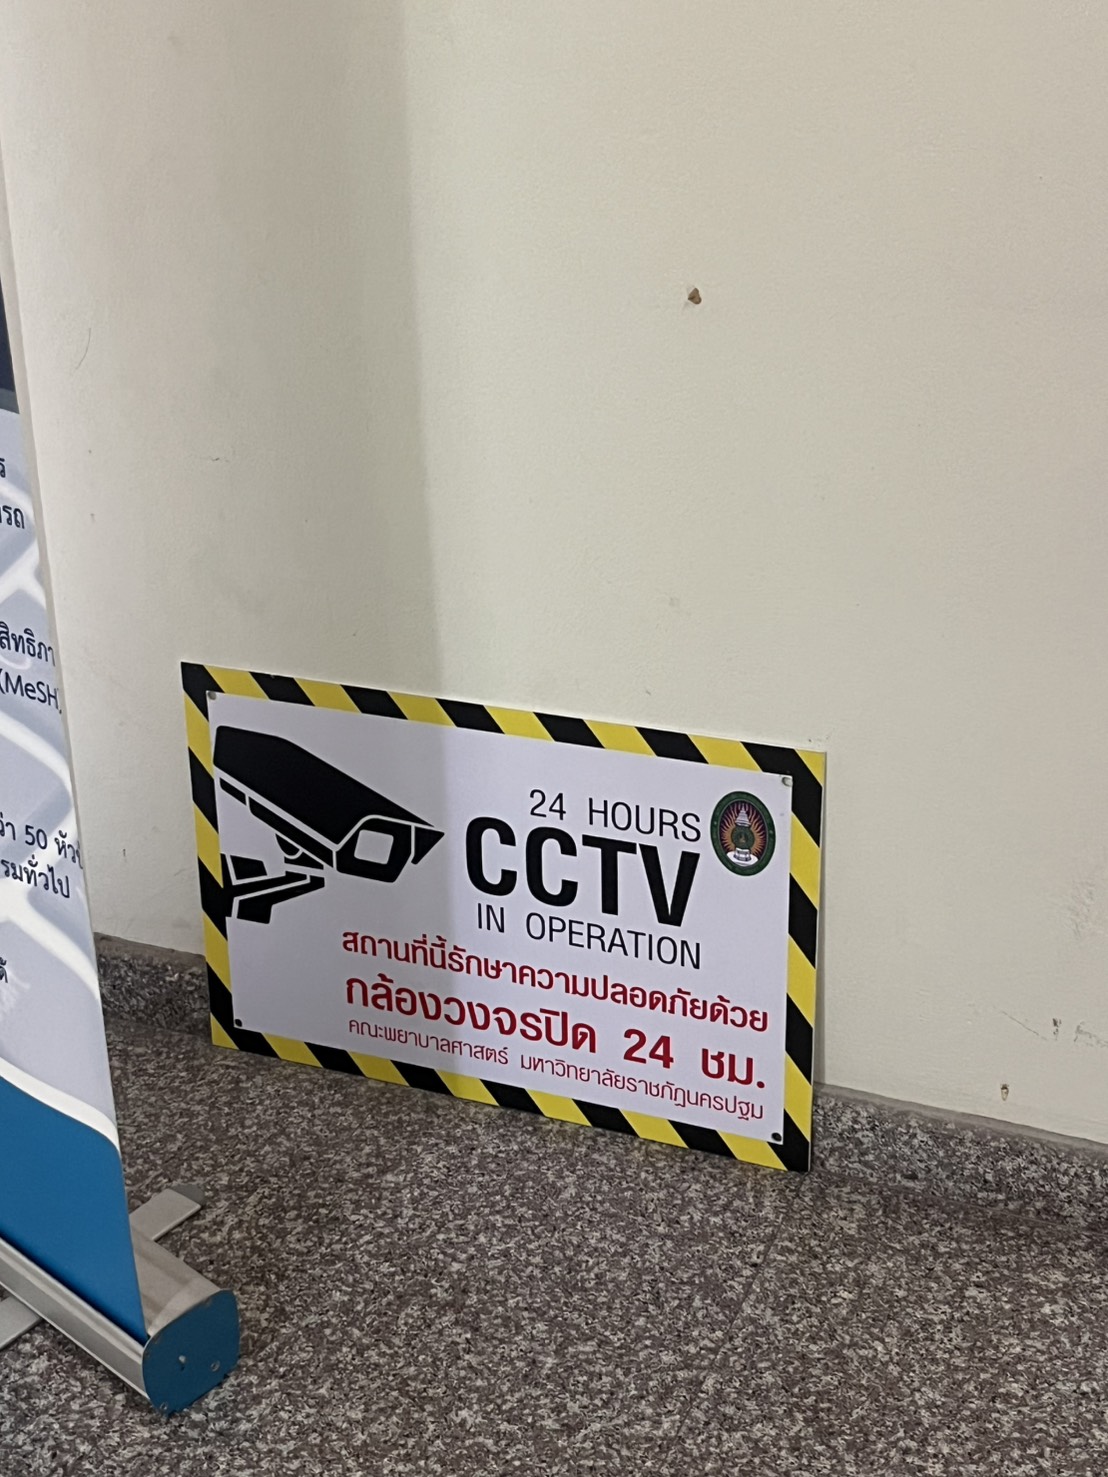 24 HOURS
CCTV
IN OPERATION
สถานที่นี้รักษาความปลอดภัยด้วย
กล้องวงจรปิด 24 ชม.
คณะพยาบาลศาสตร์ มหาวิทยาลัยราชภัฏนครปฐม
(MeSH
50